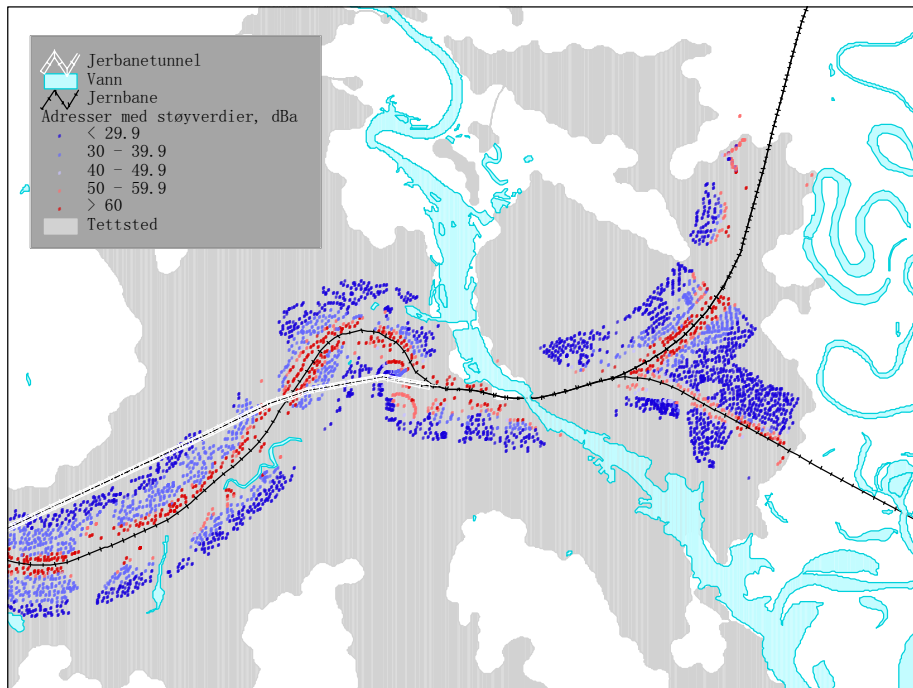 Jerbanetunnel
Vann
Jernbane
Adresser med støyverdier, dBa
< 29.9
30 - 39.9
40 - 49.9
50 - 59.9
> 60
Tettsted